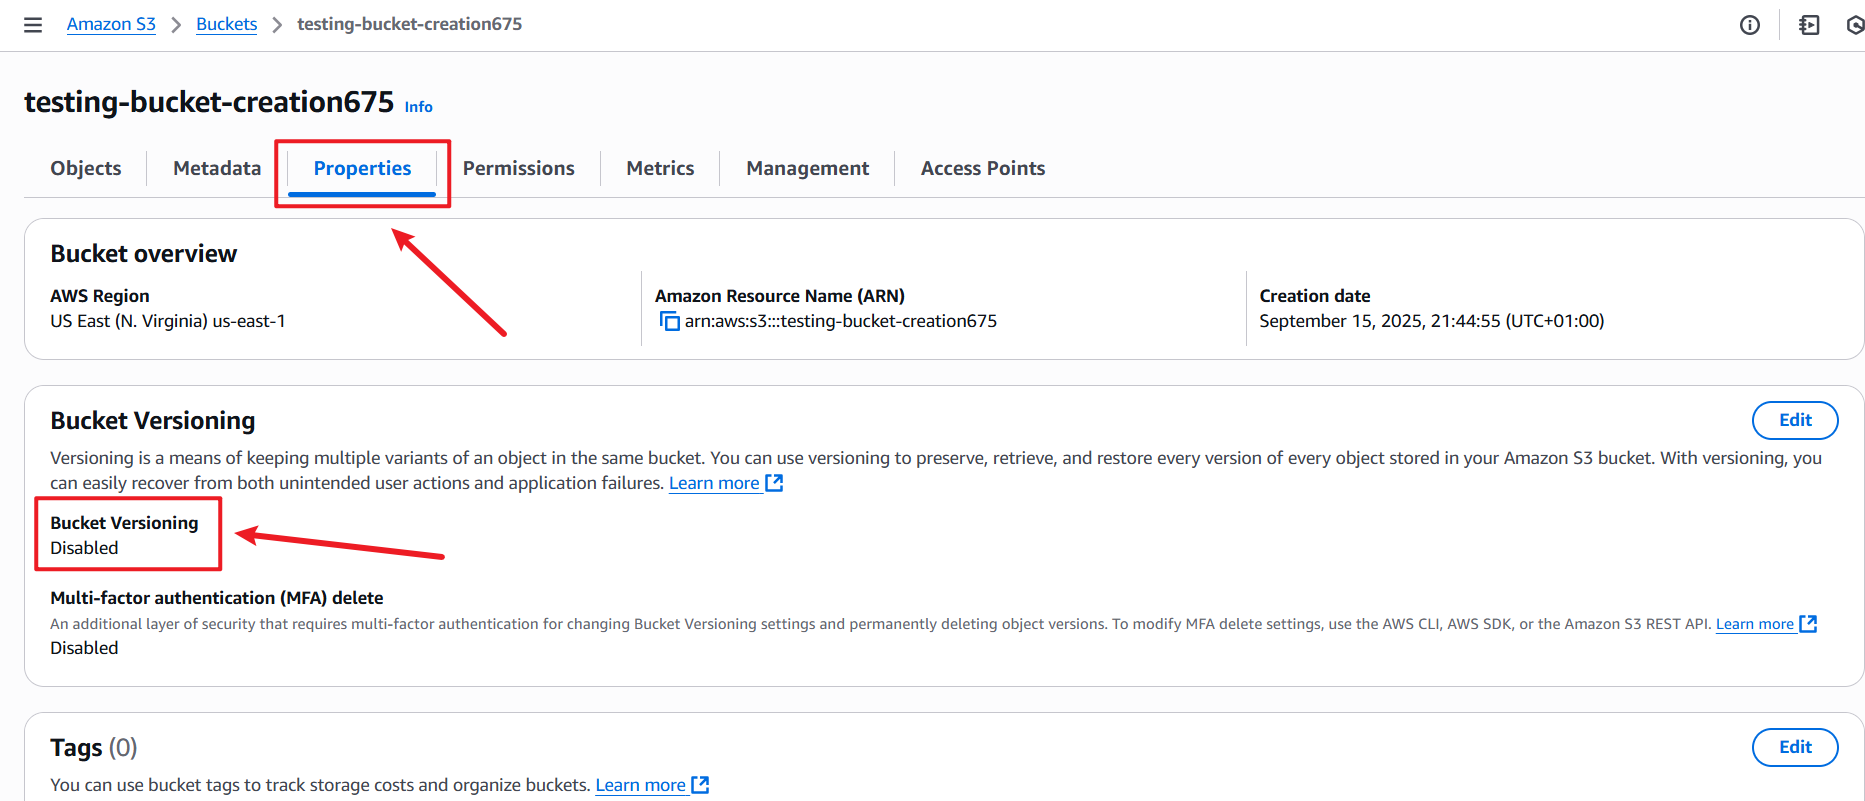 Amazon S3 > Buckets > testing-bucket-creation675
testing-bucket-creation675 Info
Objects Metadata Properties Permissions Metrics Management Access Points
Bucket overview
AWS Region
US East (N. Virginia) us-east-1
Amazon Resource Name (ARN)
arn:aws:s3:::testing-bucket-creation675
Creation date
September 15, 2025, 21:44:55 (UTC+01:00)
Bucket Versioning
Edit
Versioning is a means of keeping multiple variants of an object in the same bucket. You can use versioning to preserve, retrieve, and restore every version of every object stored in your Amazon S3 bucket. With versioning, you
can easily recover from both unintended user actions and application failures. Learn more
Bucket Versioning
Disabled
Multi-factor authentication (MFA) delete
An additional layer of security that requires multi-factor authentication for changing Bucket Versioning settings and permanently deleting object versions. To modify MFA delete settings, use the AWS CLI, AWS SDK, or the Amazon S3 REST API. Learn more
Disabled
Tags (0)
Edit
You can use bucket tags to track storage costs and organize buckets. Learn more